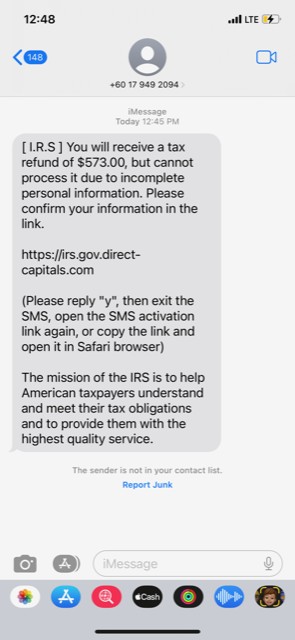 12:48
LTE
148
+60 17 949 2094 >
iMessage
Today 12:45 PM
[ I.R.S ] You will receive a tax
refund of $573.00, but cannot
process it due to incomplete
personal information. Please
confirm your information in the
link.
https://irs.gov.direct-
capitals.com
(Please reply "y", then exit the
SMS, open the SMS activation
link again, or copy the link and
open it in Safari browser)
The mission of the IRS is to help
American taxpayers understand
and meet their tax obligations
and to provide them with the
highest quality service.
The sender is not in your contact list.
Report Junk
iMessage
Cash